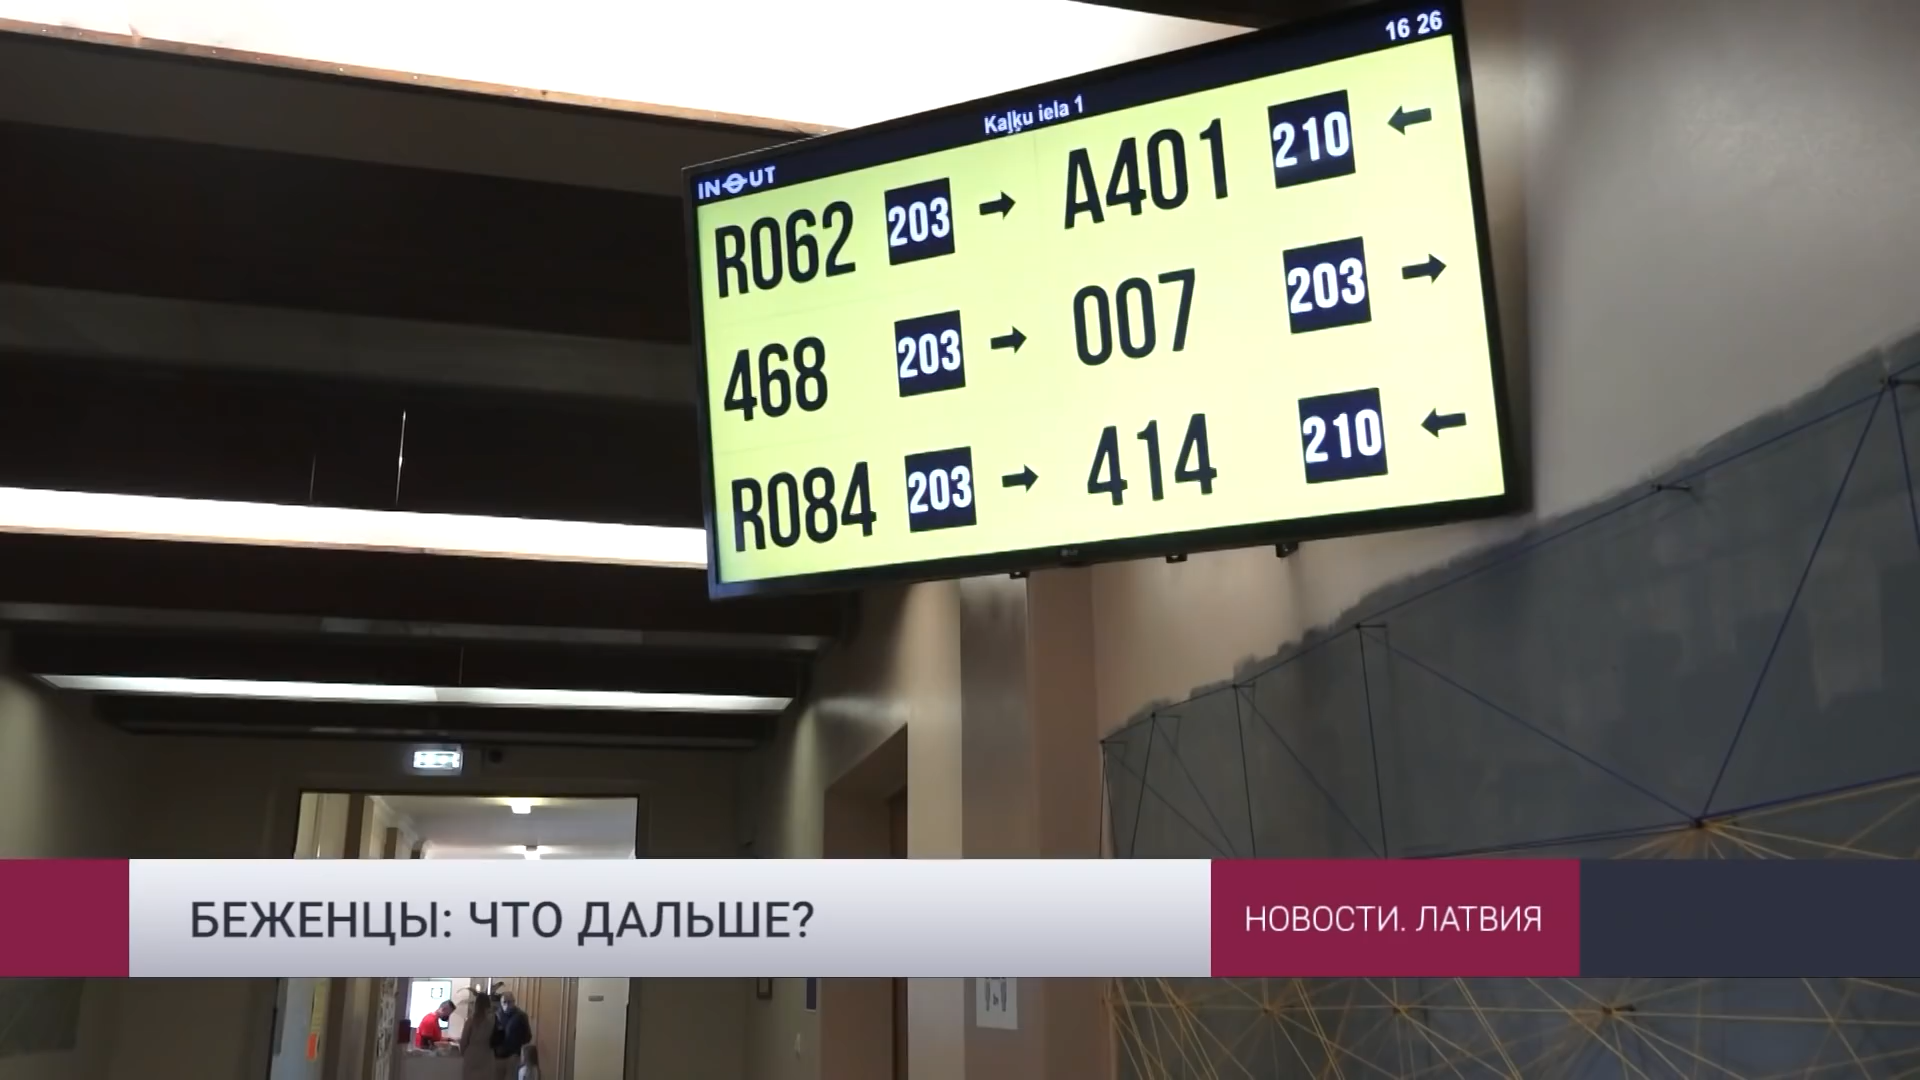 16 26
Kaļķu iela 1
IN OUT
R062 203 → A401 210 ←
468 203 → 007 203 →
R084 203 → 414 210 ←
БЕЖЕНЦЫ: ЧТО ДАЛЬШЕ?
НОВОСТИ. ЛАТВИЯ